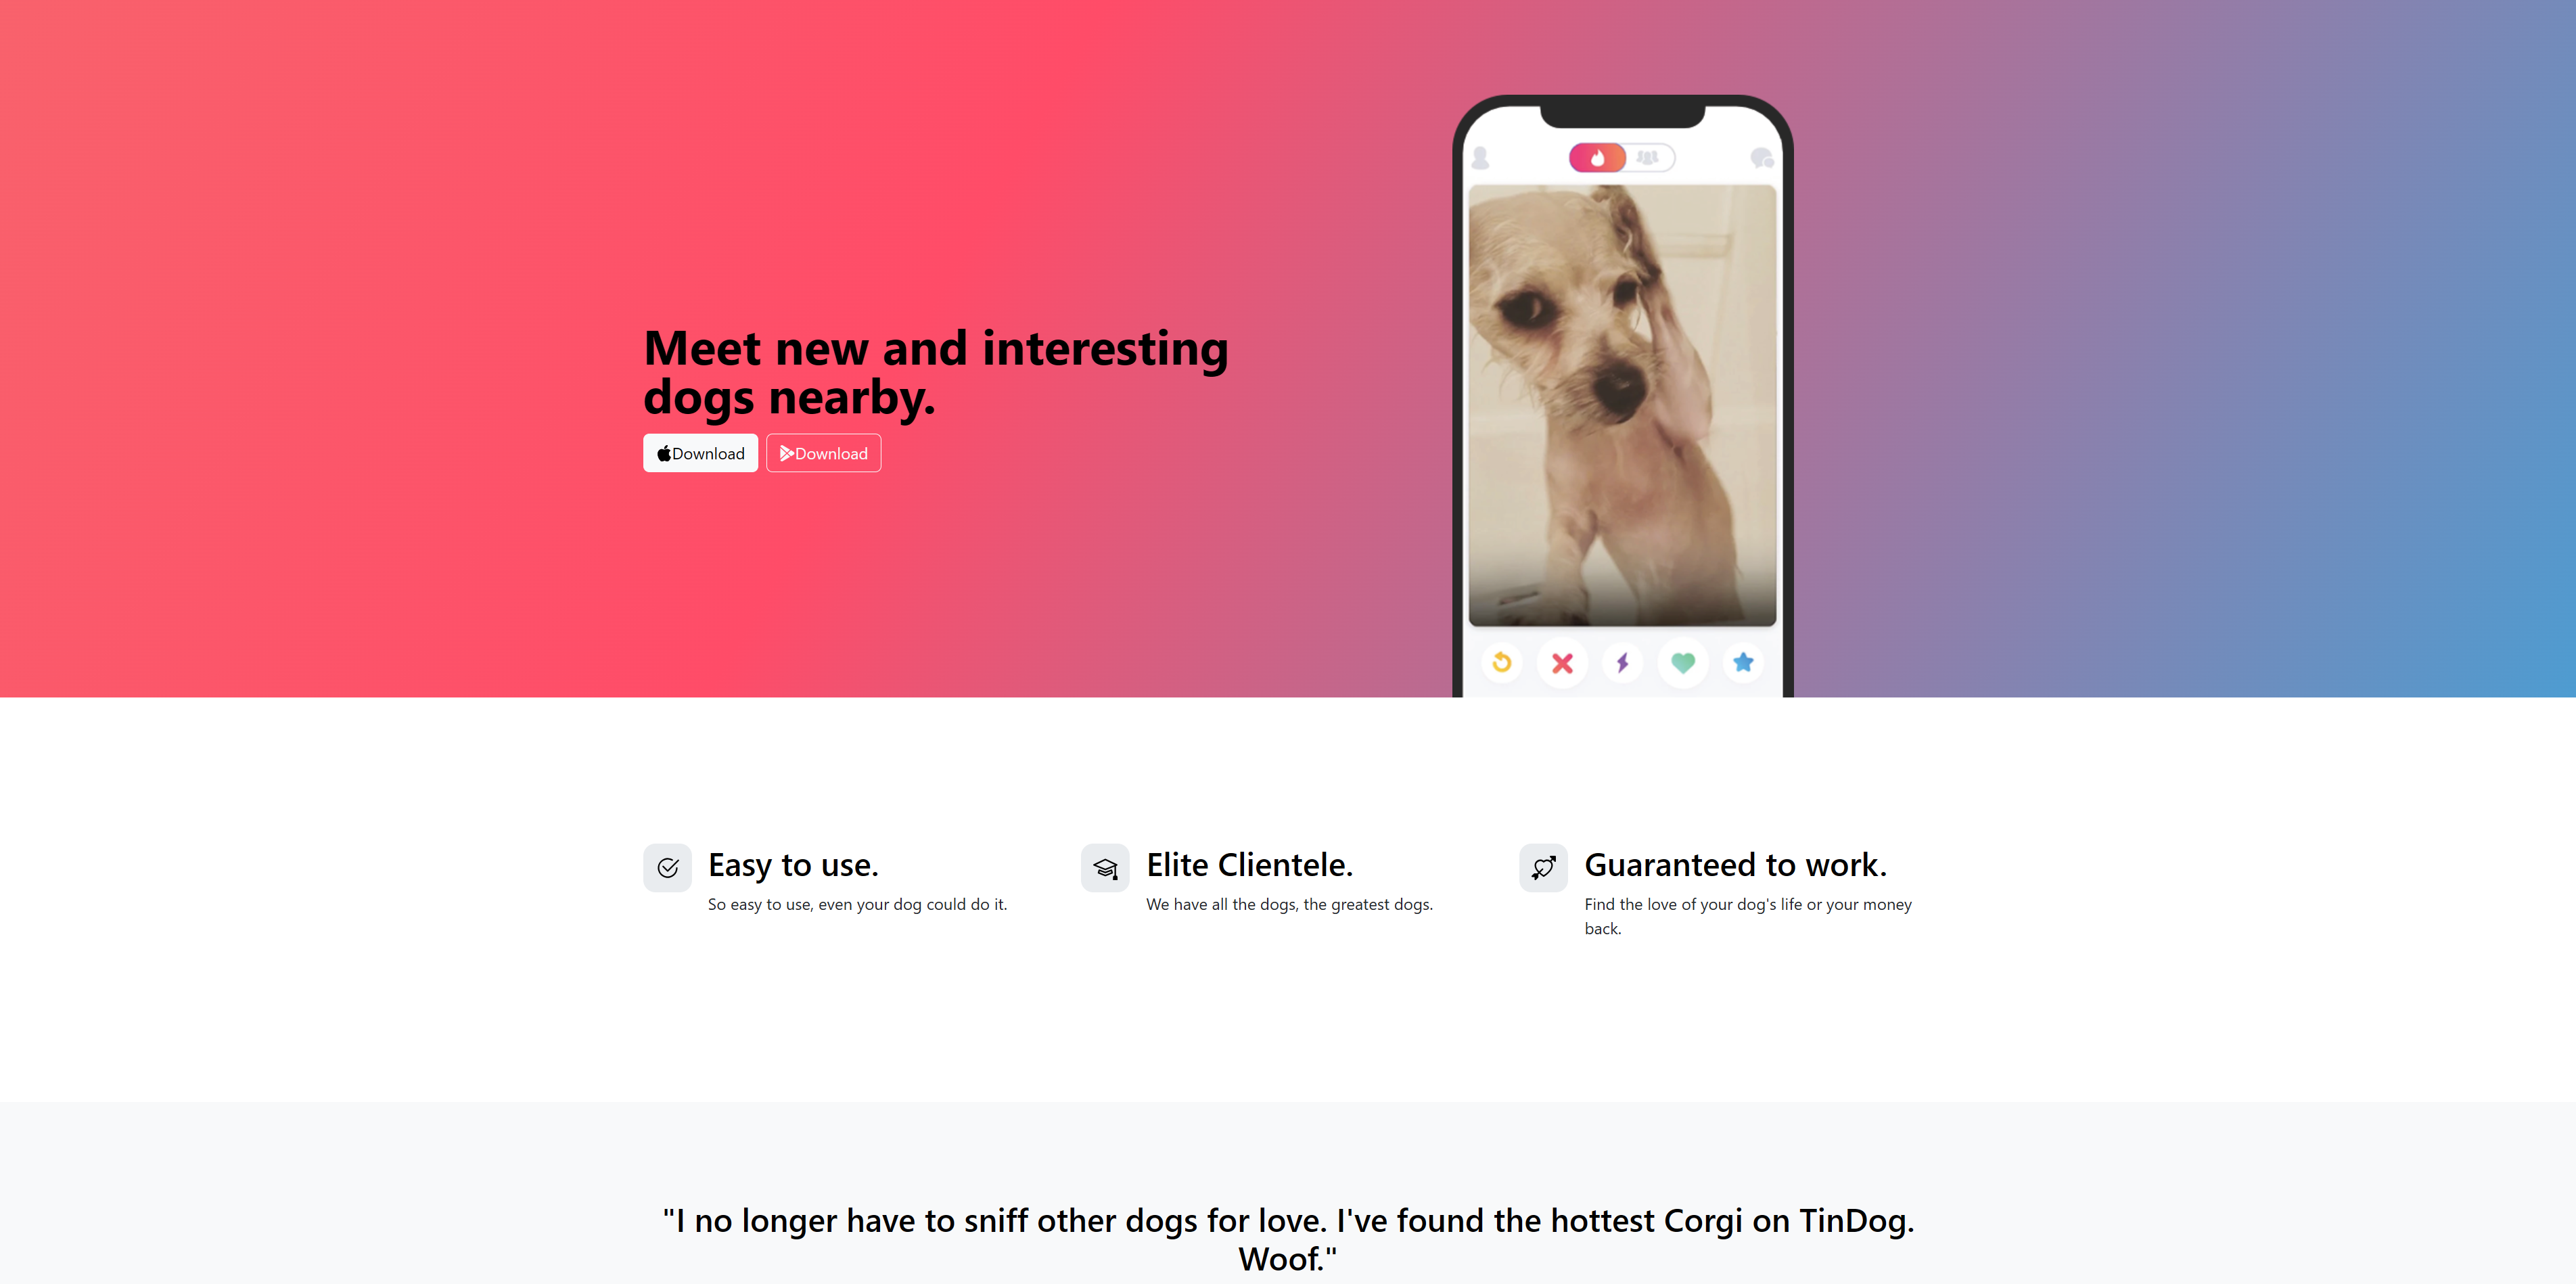 Meet new and interesting
dogs nearby.
Download
Download
Easy to use.
So easy to use, even your dog could do it.
Elite Clientele.
We have all the dogs, the greatest dogs.
Guaranteed to work.
Find the love of your dog's life or your money
back.
"I no longer have to sniff other dogs for love. I've found the hottest Corgi on TinDog.
Woof."